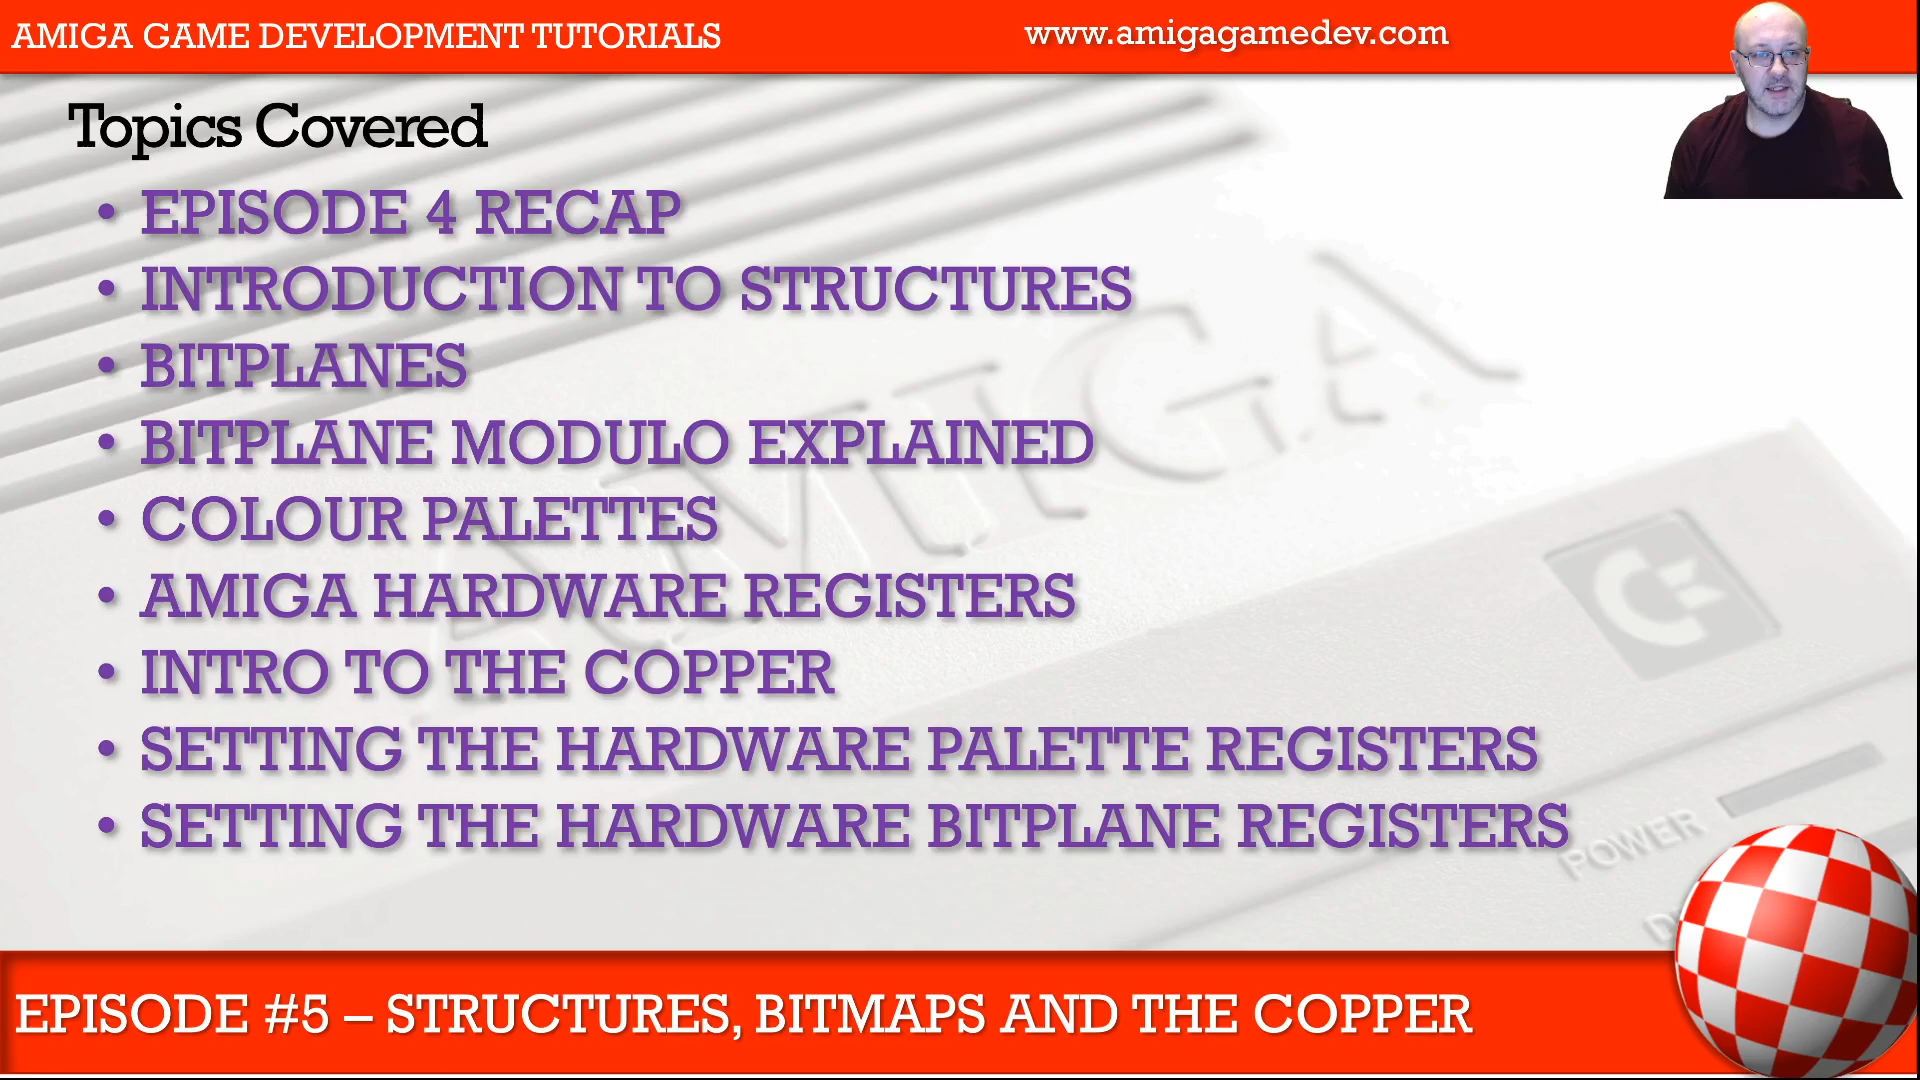 AMIGA GAME DEVELOPMENT TUTORIALS
www.amigagamedev.com
Topics Covered
• EPISODE 4 RECAP
• INTRODUCTION TO STRUCTURES
• BITPLANES
• BITPLANE MODULO EXPLAINED
• COLOUR PALETTES
• AMIGA HARDWARE REGISTERS
• INTRO TO THE COPPER
• SETTING THE HARDWARE PALETTE REGISTERS
• SETTING THE HARDWARE BITPLANE REGISTERS
AMIGA
POWER
EPISODE #5 – STRUCTURES, BITMAPS AND THE COPPER